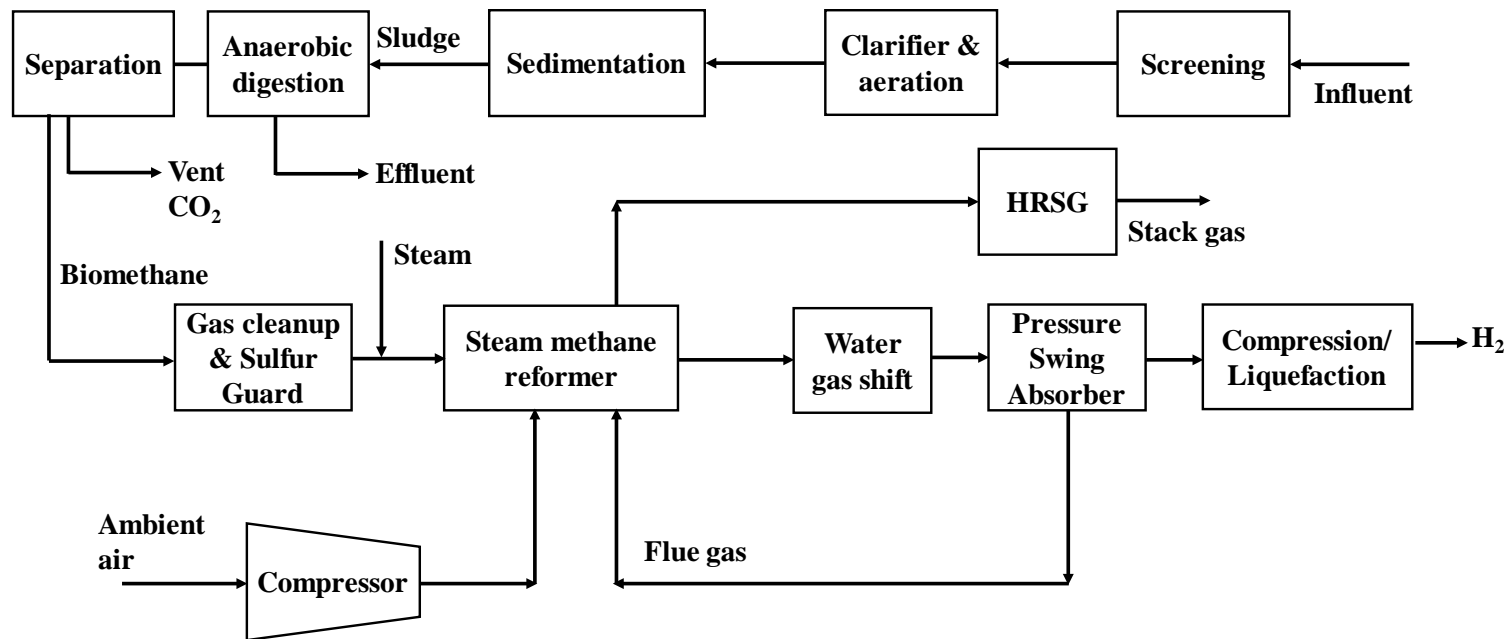 Separation
Anaerobic
digestion
Sludge
Sedimentation
Clarifier &
aeration
Screening
Influent
Vent
CO₂
Effluent
HRSG
Stack gas
Biomethane
Steam
Gas cleanup
& Sulfur
Guard
Steam methane
reformer
Water
gas shift
Pressure
Swing
Absorber
Compression/
Liquefaction
H₂
Ambient
air
Compressor
Flue gas